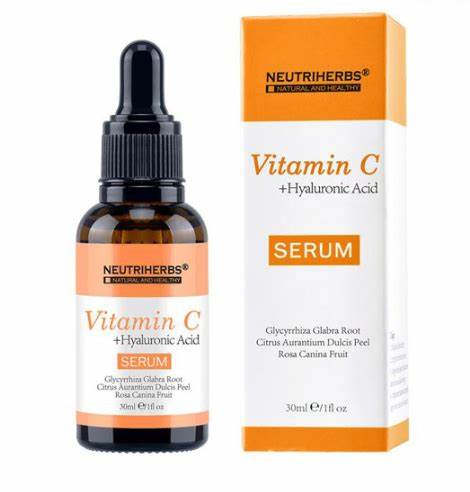 NEUTRIHERBS®
NATURAL AND HEALTHY
Vitamin C
+Hyaluronic Acid
SERUM
Glycyrrhiza Glabra Root
Citrus Aurantium Dulcis Peel
Rosa Canina Fruit
30ml ℮/1fl oz
NEUTRIHERBS®
NATURAL AND HEALTHY
Vitamin C
+Hyaluronic Acid
SERUM
Glycyrrhiza Glabra Root
Citrus Aurantium Dulcis Peel
Rosa Canina Fruit
30ml ℮/1fl oz